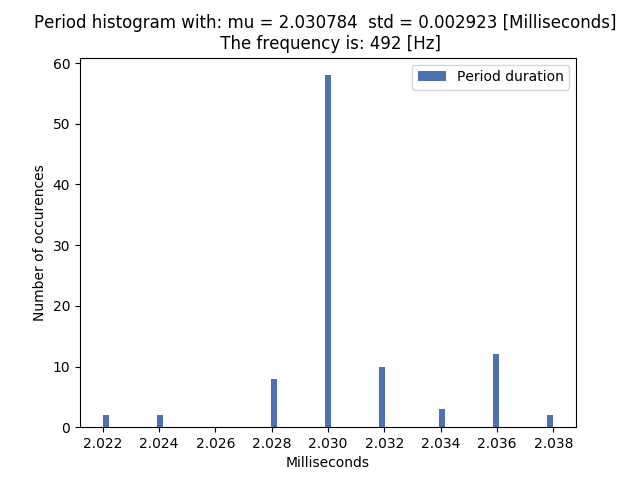 Period histogram with: mu = 2.030784 std = 0.002923 [Milliseconds]
The frequency is: 492 [Hz]
Period duration
60
50
40
30
20
10
0
Number of occurences
2.022 2.024 2.026 2.028 2.030 2.032 2.034 2.036 2.038
Milliseconds